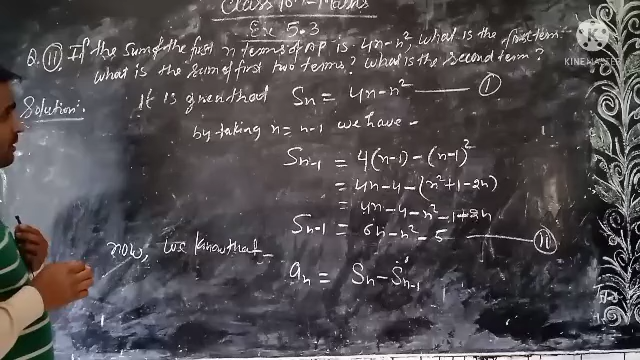 Class 10th Maths
Ex 5.3
Q. 11 If the sum of the first n terms of AP is 4n-n², what is the first term
what is the sum of first two terms? What is the second term?
Solution:. It is given that Sn = 4n-n² ——— I
by taking n = n-1 we have -
Sn-1 = 4(n-1) - (n-1)²
= 4n-4-(n²+1-2n)
= 4n-4-n²-1+2n
Sn-1 = 6n-n²-5 ——— II
now, we know that -
an = Sn - Sn-1
KINEMASTER